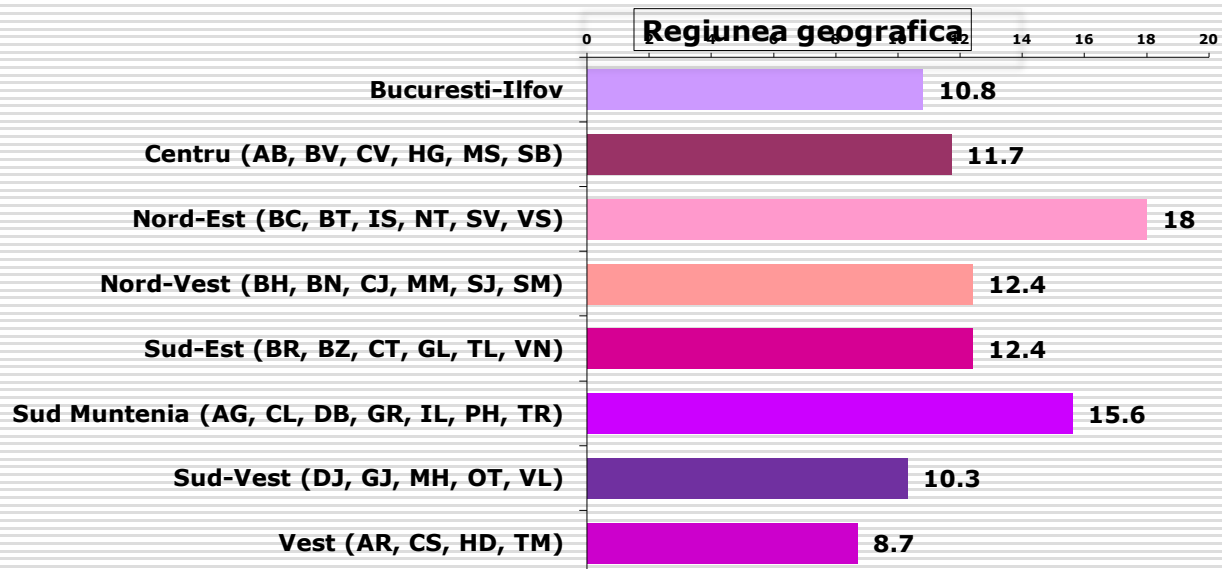 Regiunea geografica
0 2 4 6 8 10 12 14 16 18 20
Bucuresti-Ilfov 10.8
Centru (AB, BV, CV, HG, MS, SB) 11.7
Nord-Est (BC, BT, IS, NT, SV, VS) 18
Nord-Vest (BH, BN, CJ, MM, SJ, SM) 12.4
Sud-Est (BR, BZ, CT, GL, TL, VN) 12.4
Sud Muntenia (AG, CL, DB, GR, IL, PH, TR) 15.6
Sud-Vest (DJ, GJ, MH, OT, VL) 10.3
Vest (AR, CS, HD, TM) 8.7